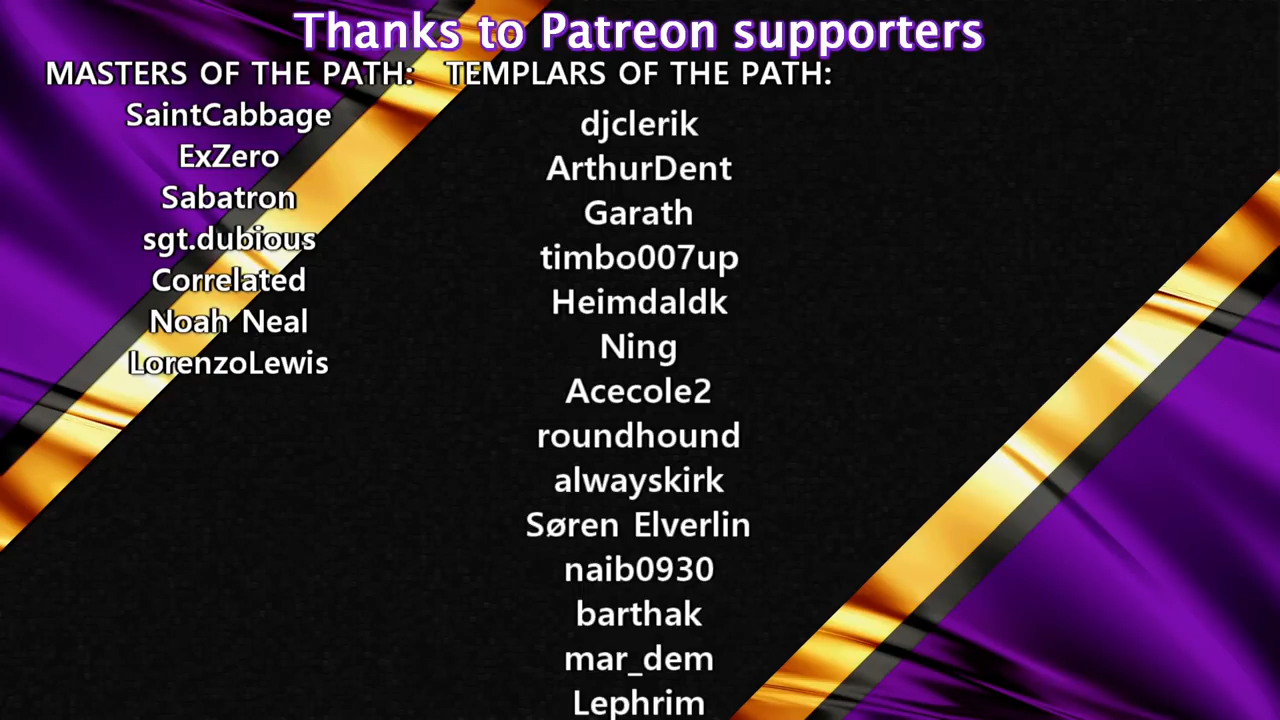 Thanks to Patreon supporters
MASTERS OF THE PATH:
SaintCabbage
ExZero
Sabatron
sgt.dubious
Correlated
Noah Neal
LorenzoLewis
TEMPLARS OF THE PATH:
djclerik
ArthurDent
Garath
timbo007up
Heimdaldk
Ning
Acecole2
roundhound
alwayskirk
Søren Elverlin
naib0930
barthak
mar_dem
Lephrim